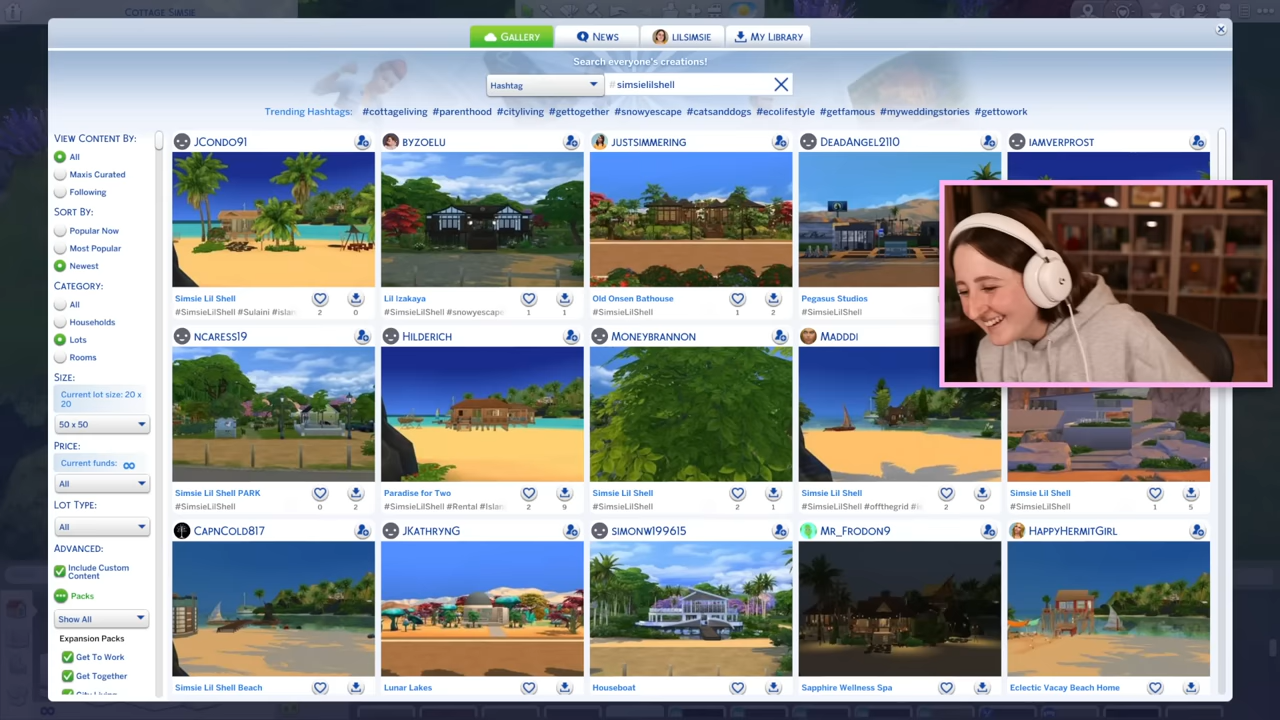 Cottage Simsie
Gallery
News
lilsimsie
My Library
Search everyone's creations!
Hashtag
# simsielilshell
Trending Hashtags: #cottageliving #parenthood #cityliving #gettogether #snowyescape #catsanddogs #ecolifestyle #getfamous #myweddingstories #gettowork
View Content By:
All
Maxis Curated
Following
Sort By:
Popular Now
Most Popular
Newest
Category:
All
Households
Lots
Rooms
Size:
Current lot size: 20 x
20
50 x 50
Price:
Current funds: ∞
All
Lot Type:
All
Advanced:
Include Custom
Content
Packs
Show All
Expansion Packs
Get To Work
Get Together
City Living
JCondo91
byzoelu
justsimmering
DeadAngel2110
iamverprost
Simsie Lil Shell
2
0
#SimsieLilShell #Sulani #islan
Lil Izakaya
1
1
#SimsieLilShell #snowyescape
Old Onsen Bathouse
1
2
#SimsieLilShell
Pegasus Studios
#SimsieLilShell
ncaress19
Hilderich
Moneybrannon
Madddi
Simsie Lil Shell PARK
0
2
#SimsieLilShell
Paradise for Two
2
9
#SimsieLilShell #Rental #Islan
Simsie Lil Shell
2
1
#SimsieLilShell
Simsie Lil Shell
2
0
#SimsieLilShell #offthegrid #i
Simsie Lil Shell
1
5
#SimsieLilShell
CapnCold817
jkathrynG
simonw199615
Mr_Frodon9
HappyHermitGirl
Simsie Lil Shell Beach
Lunar Lakes
Houseboat
Sapphire Wellness Spa
Eclectic Vacay Beach Home